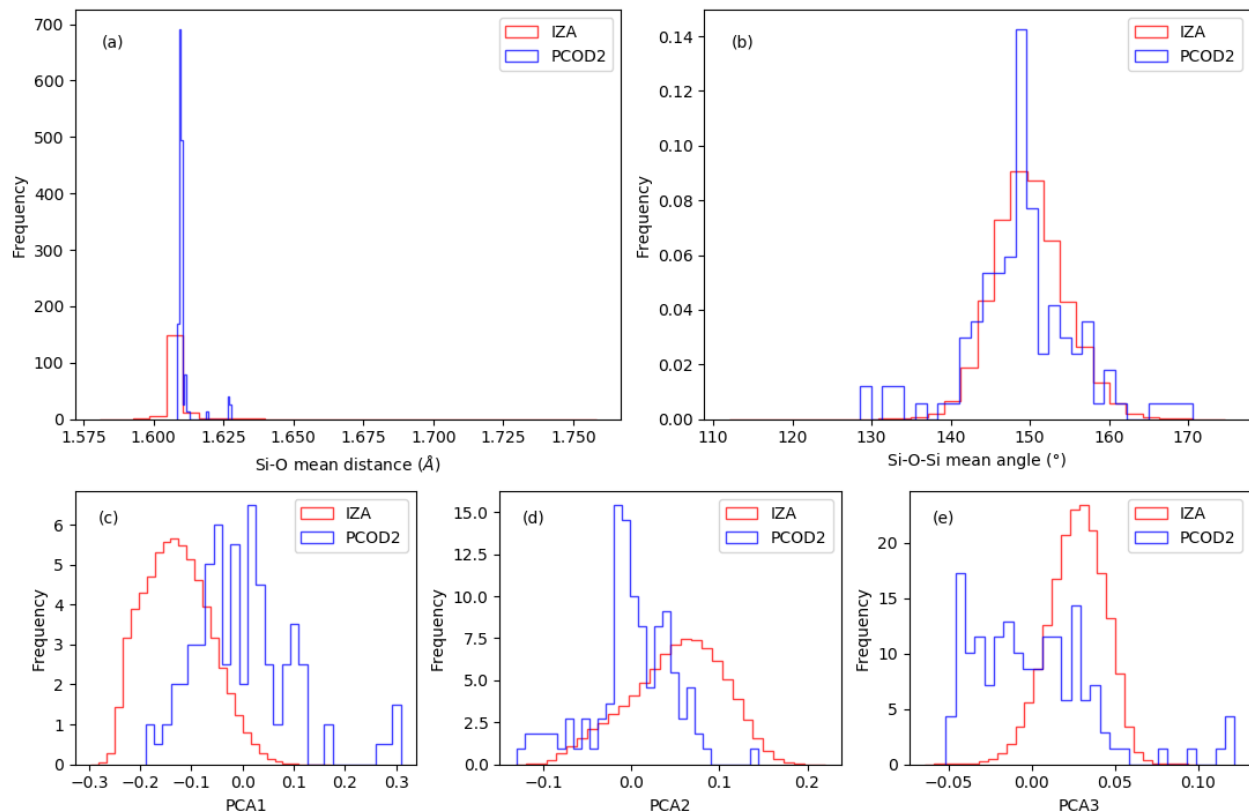 (a)
IZA
PCOD2
700
600
500
400
300
200
100
0
Frequency
1.575 1.600 1.625 1.650 1.675 1.700 1.725 1.750
Si-O mean distance (Å)
(b)
IZA
PCOD2
0.14
0.12
0.10
0.08
0.06
0.04
0.02
0.00
Frequency
110 120 130 140 150 160 170
Si-O-Si mean angle (°)
(c)
IZA
PCOD2
6
5
4
3
2
1
0
Frequency
−0.3 −0.2 −0.1 0.0 0.1 0.2 0.3
PCA1
(d)
IZA
PCOD2
15.0
12.5
10.0
7.5
5.0
2.5
0.0
Frequency
−0.1 0.0 0.1 0.2
PCA2
(e)
IZA
PCOD2
20
15
10
5
0
Frequency
−0.05 0.00 0.05 0.10
PCA3